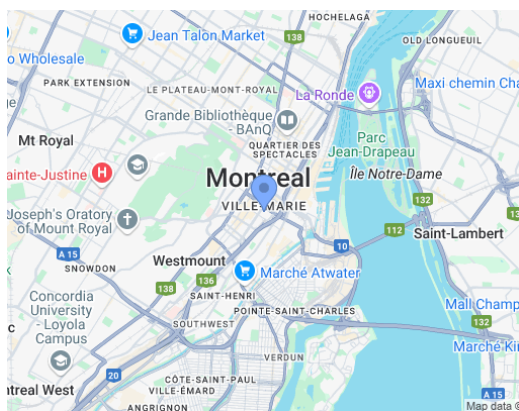 HOCHELAGA
138
Jean Talon Market
OLD LONGUEUIL
o Wholesale
PARK EXTENSION
LE PLATEAU-MONT-ROYAL
La Ronde
Maxi chemin Cha
Grande Bibliothèque
- BAnQ
Mt Royal
QUARTIER DES
SPECTACLES
Parc
Jean-Drapeau
ainte-Justine
H
Montreal
Île Notre-Dame
VILLE-MARIE
132
Joseph's Oratory
of Mount Royal
112
Saint-Lambert
10
A 15
SNOWDON
Westmount
136
Marché Atwater
138
SAINT-HENRI
Concordia
University -
Loyola
Campus
POINTE-SAINT-CHARLES
Mall Champ
SOUTHWEST
132
VERDUN
Marché Kin
20
CÔTE-SAINT-PAUL
ntreal West
VILLE-ÉMARD
A 15
ANGRIGNON
Map data ©